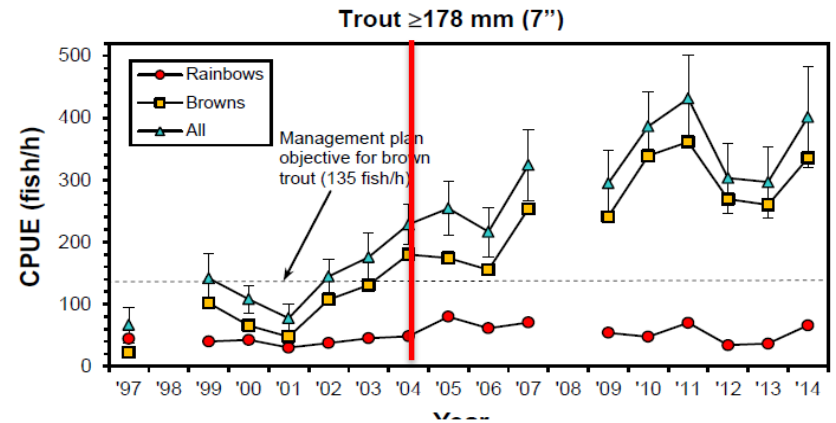 Trout ≥178 mm (7”)
500
400
300
200
100
0
CPUE (fish/h)
Rainbows
Browns
All
Management plan
objective for brown
trout (135 fish/h)
'97 '98 '99 '00 '01 '02 '03 '04 '05 '06 '07 '08 '09 '10 '11 '12 '13 '14
Year